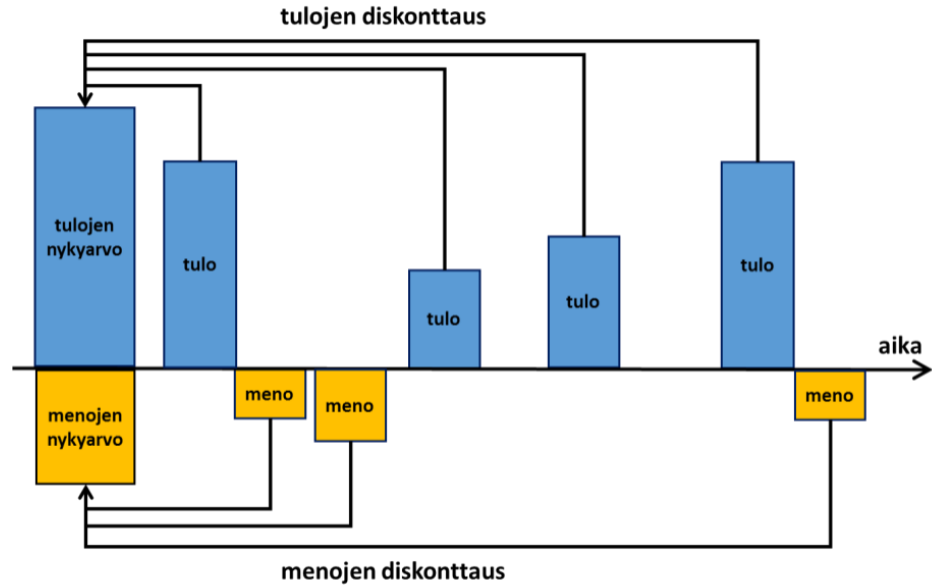 tulojen diskonttaus
tulojen
nykyarvo
tulo
tulo
tulo
tulo
aika
menojen
nykyarvo
meno
meno
meno
menojen diskonttaus